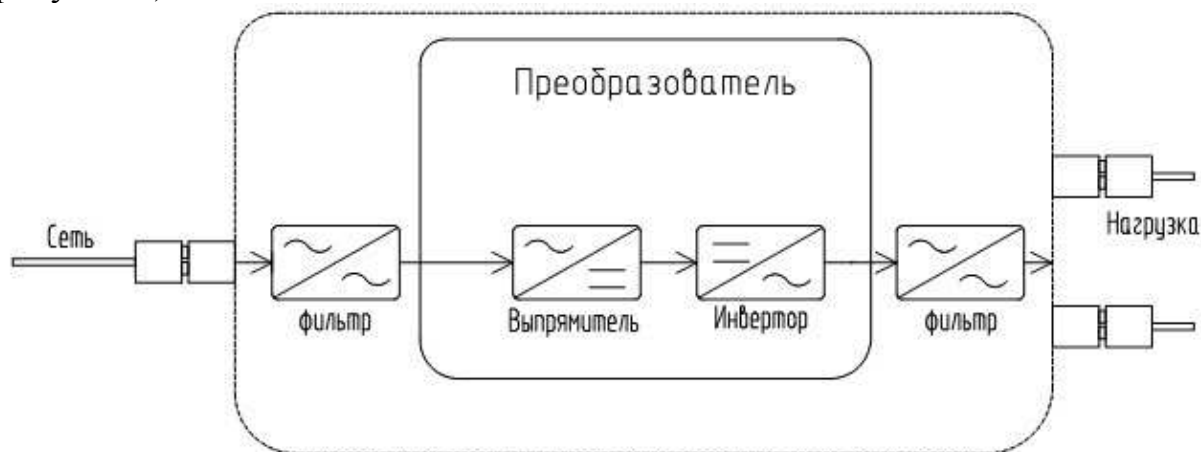 Преобразователь
Сеть
Нагрузка
фильтр
Выпрямитель
Инвертор
фильтр